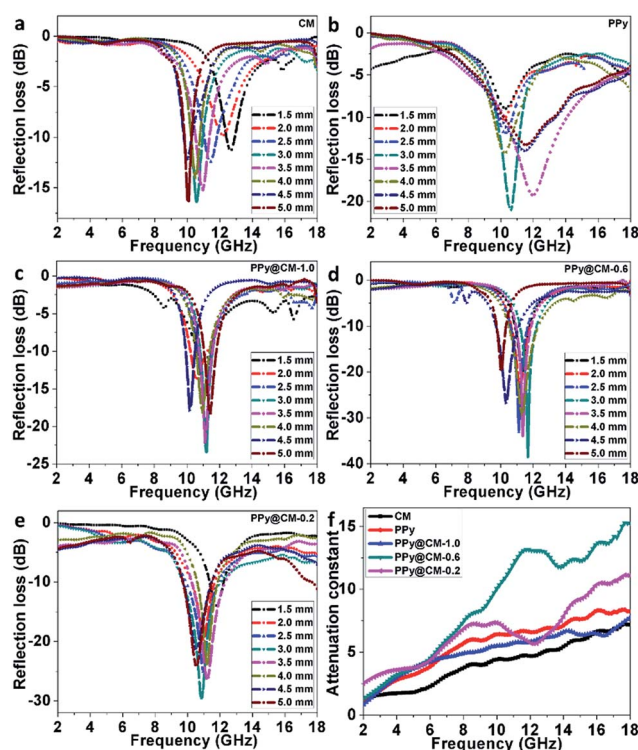 a
CM
0
-5
-10
-15
Reflection loss (dB)
2 4 6 8 10 12 14 16 18
Frequency (GHz)
1.5 mm
2.0 mm
2.5 mm
3.0 mm
3.5 mm
4.0 mm
4.5 mm
5.0 mm
b
PPy
0
-5
-10
-15
-20
Reflection loss (dB)
2 4 6 8 10 12 14 16 18
Frequency (GHz)
1.5 mm
2.0 mm
2.5 mm
3.0 mm
3.5 mm
4.0 mm
4.5 mm
5.0 mm
c
PPy@CM-1.0
0
-5
-10
-15
-20
-25
Reflection loss (dB)
2 4 6 8 10 12 14 16 18
Frequency (GHz)
1.5 mm
2.0 mm
2.5 mm
3.0 mm
3.5 mm
4.0 mm
4.5 mm
5.0 mm
d
PPy@CM-0.6
0
-10
-20
-30
-40
Reflection loss (dB)
2 4 6 8 10 12 14 16 18
Frequency (GHz)
1.5 mm
2.0 mm
2.5 mm
3.0 mm
3.5 mm
4.0 mm
4.5 mm
5.0 mm
e
PPy@CM-0.2
0
-10
-20
-30
Reflection loss (dB)
2 4 6 8 10 12 14 16 18
Frequency (GHz)
1.5 mm
2.0 mm
2.5 mm
3.0 mm
3.5 mm
4.0 mm
4.5 mm
5.0 mm
f
CM
PPy
PPy@CM-1.0
PPy@CM-0.6
PPy@CM-0.2
15
10
5
0
Attenuation constant
2 4 6 8 10 12 14 16 18
Frequency (GHz)